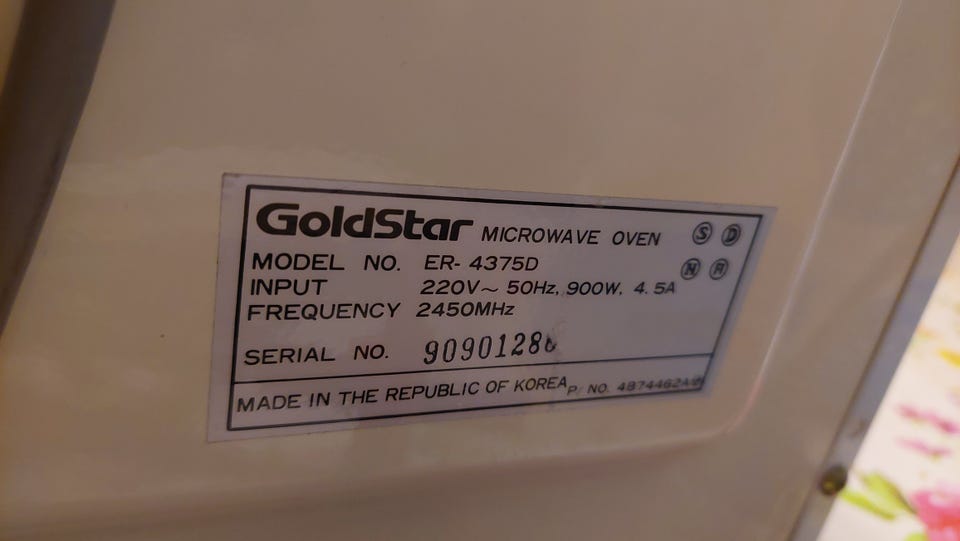 GoldStar MICROWAVE OVEN S D
MODEL NO. ER- 4375D N
INPUT 220V~ 50Hz, 900W, 4.5A
FREQUENCY 2450MHz
SERIAL NO.
MADE IN THE REPUBLIC OF KOREA P/NO.